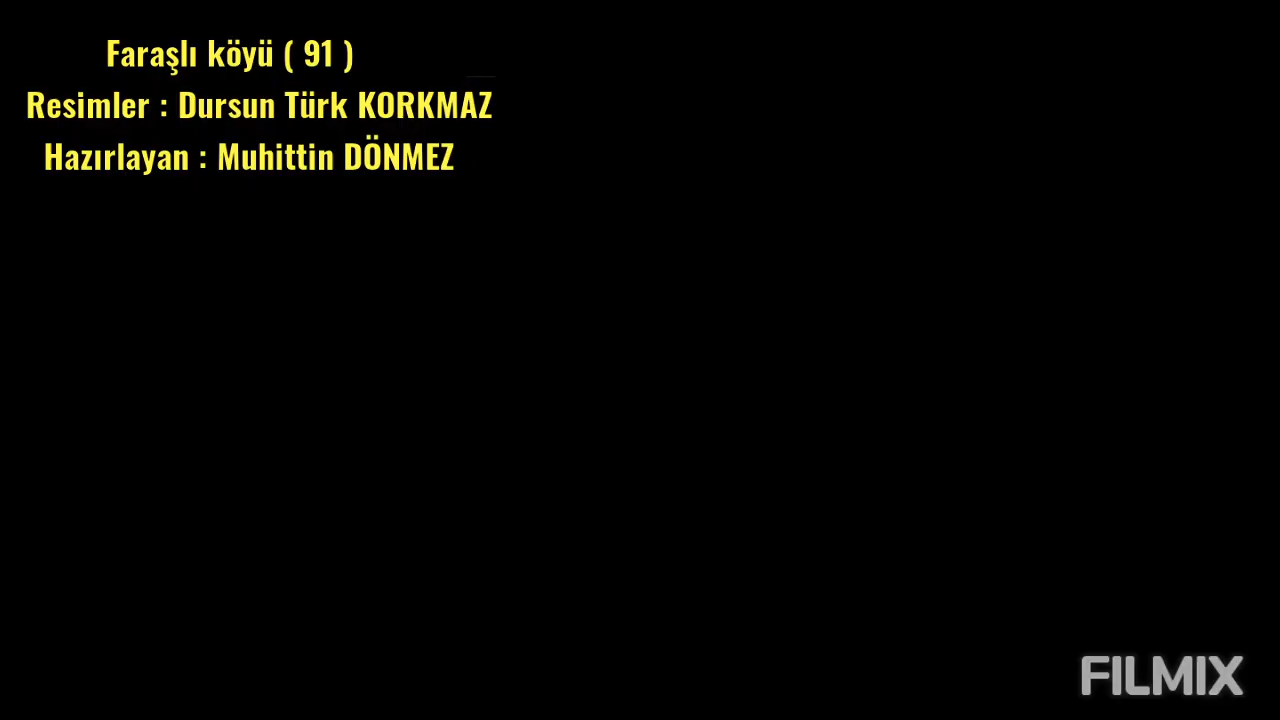 Faraşlı köyü ( 91 )
Resimler : Dursun Türk KORKMAZ
Hazırlayan : Muhittin DÖNMEZ
FILMIX